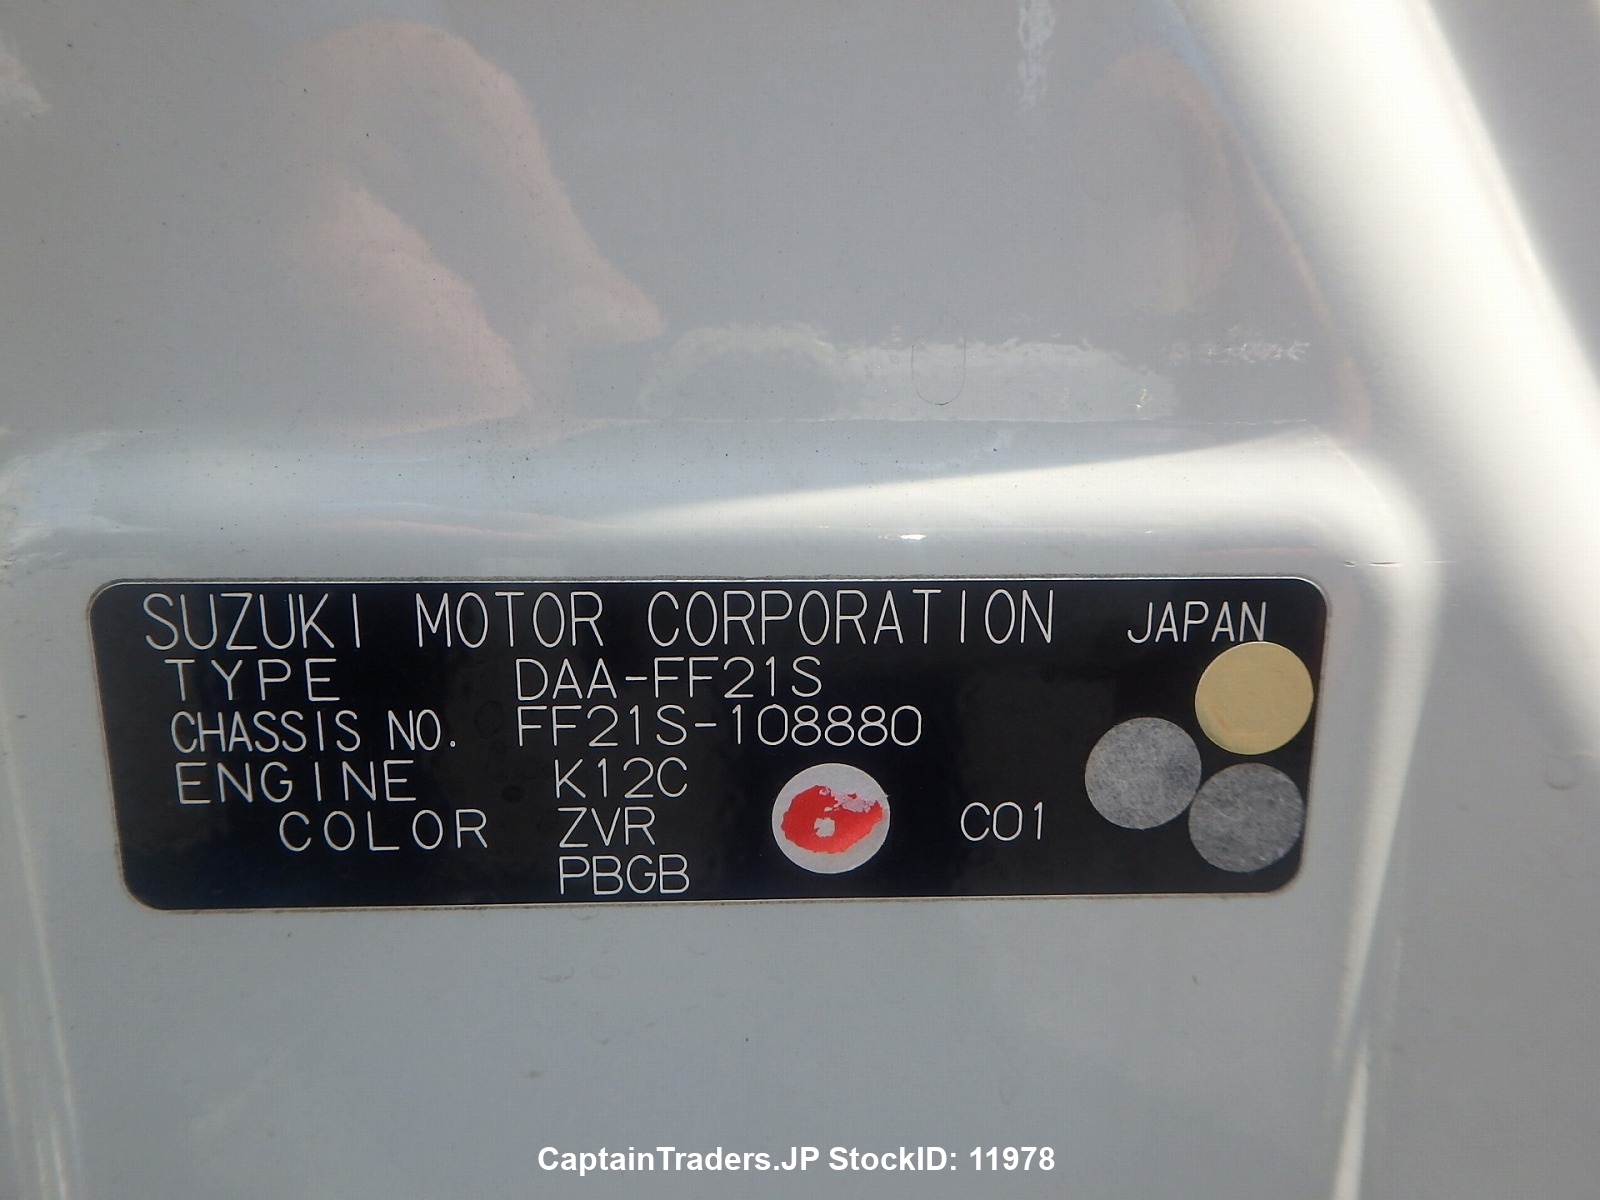 SUZUKI MOTOR CORPORATION JAPAN
TYPE DAA-FF21S
CHASSIS NO. FF21S-108880
ENGINE K12C
COLOR ZVR C01
PBGB
CaptainTraders.JP StockID: 11978